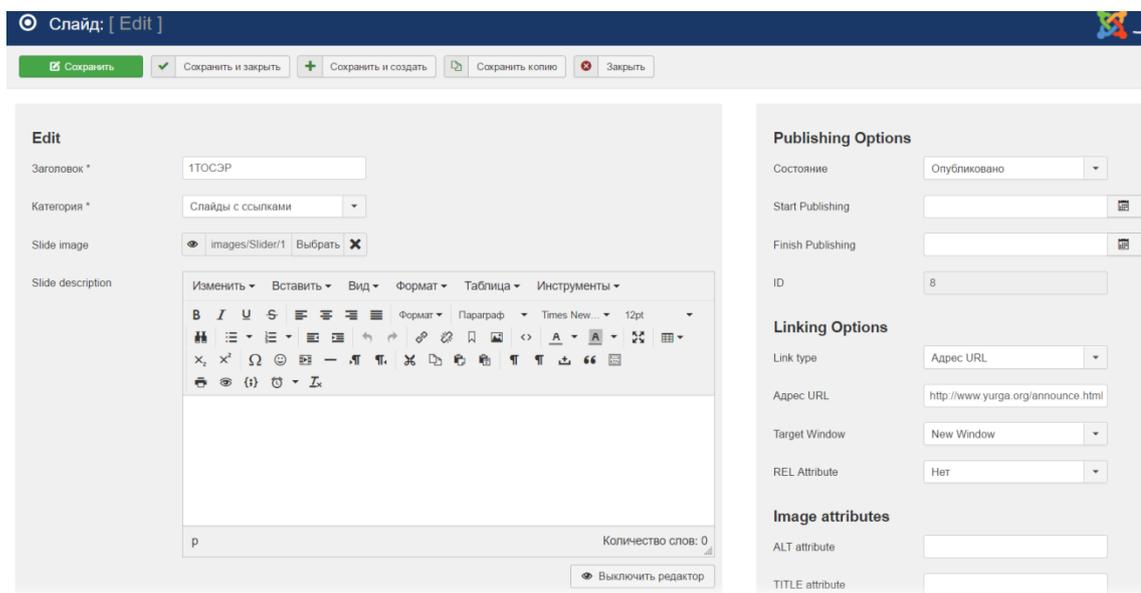 Слайд: [ Edit ]
Сохранить Сохранить и закрыть Сохранить и создать Сохранить копию Закрыть
Edit
Заголовок * 1ТОСЭР
Категория * Слайды с ссылками
Slide image images/Slider/1 Выбрать
Slide description
Изменить Вставить Вид Формат Таблица Инструменты
B I U S Формат Параграф Times New... 12pt
A A
X₂ X² Ω
{;} Tx
p Количество слов: 0
Выключить редактор
Publishing Options
Состояние Опубликовано
Start Publishing
Finish Publishing
ID 8
Linking Options
Link type Адрес URL
Адрес URL http://www.yurga.org/announce.html
Target Window New Window
REL Attribute Нет
Image attributes
ALT attribute
TITLE attribute